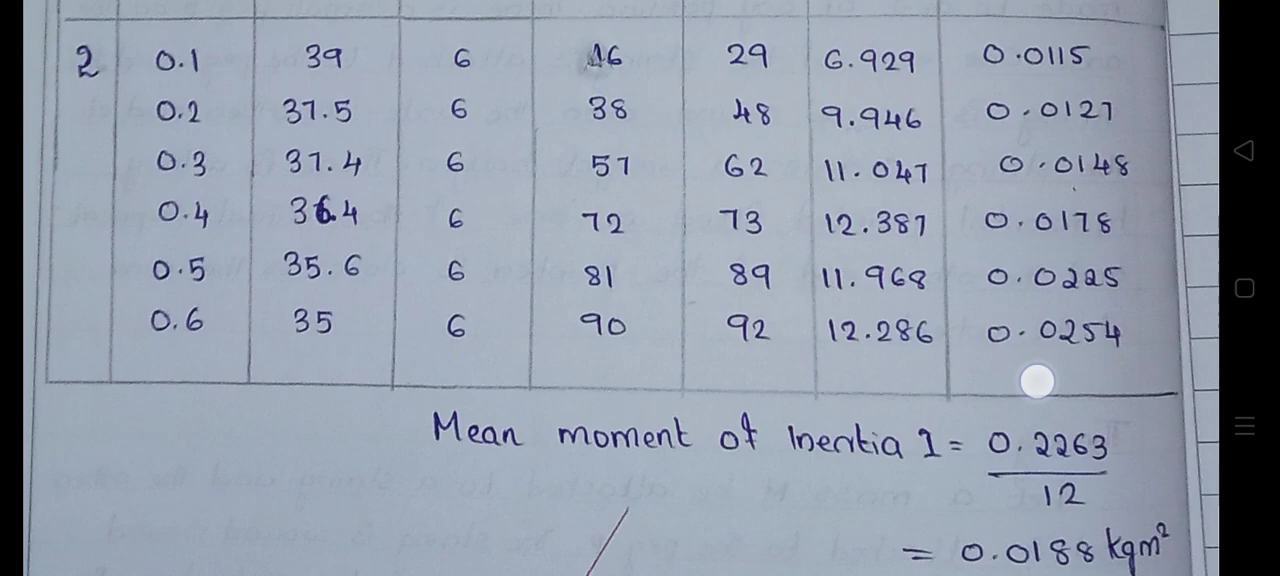 2 0.1 39 6 16 29 6.929 0.0115
0.2 37.5 6 38 48 9.946 0.0127
0.3 37.4 6 57 62 11.047 0.0148
0.4 36.4 6 72 73 12.387 0.0178
0.5 35.6 6 81 89 11.968 0.0225
0.6 35 6 90 92 12.286 0.0254
Mean moment of Inertia I = 0.2263
12
= 0.0188 kgm²